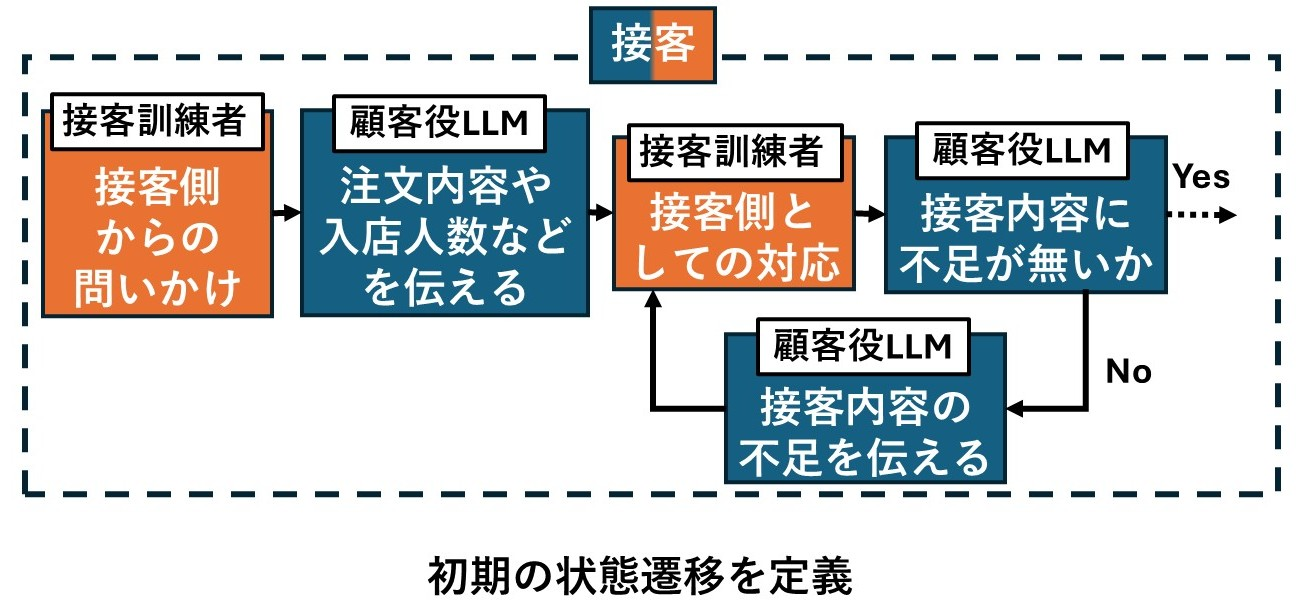 接客
接客訓練者
接客側
からの
問いかけ
顧客役LLM
注文内容や
入店人数など
を伝える
接客訓練者
接客側と
しての対応
顧客役LLM
接客内容に
不足が無いか
Yes
No
顧客役LLM
接客内容の
不足を伝える
初期の状態遷移を定義